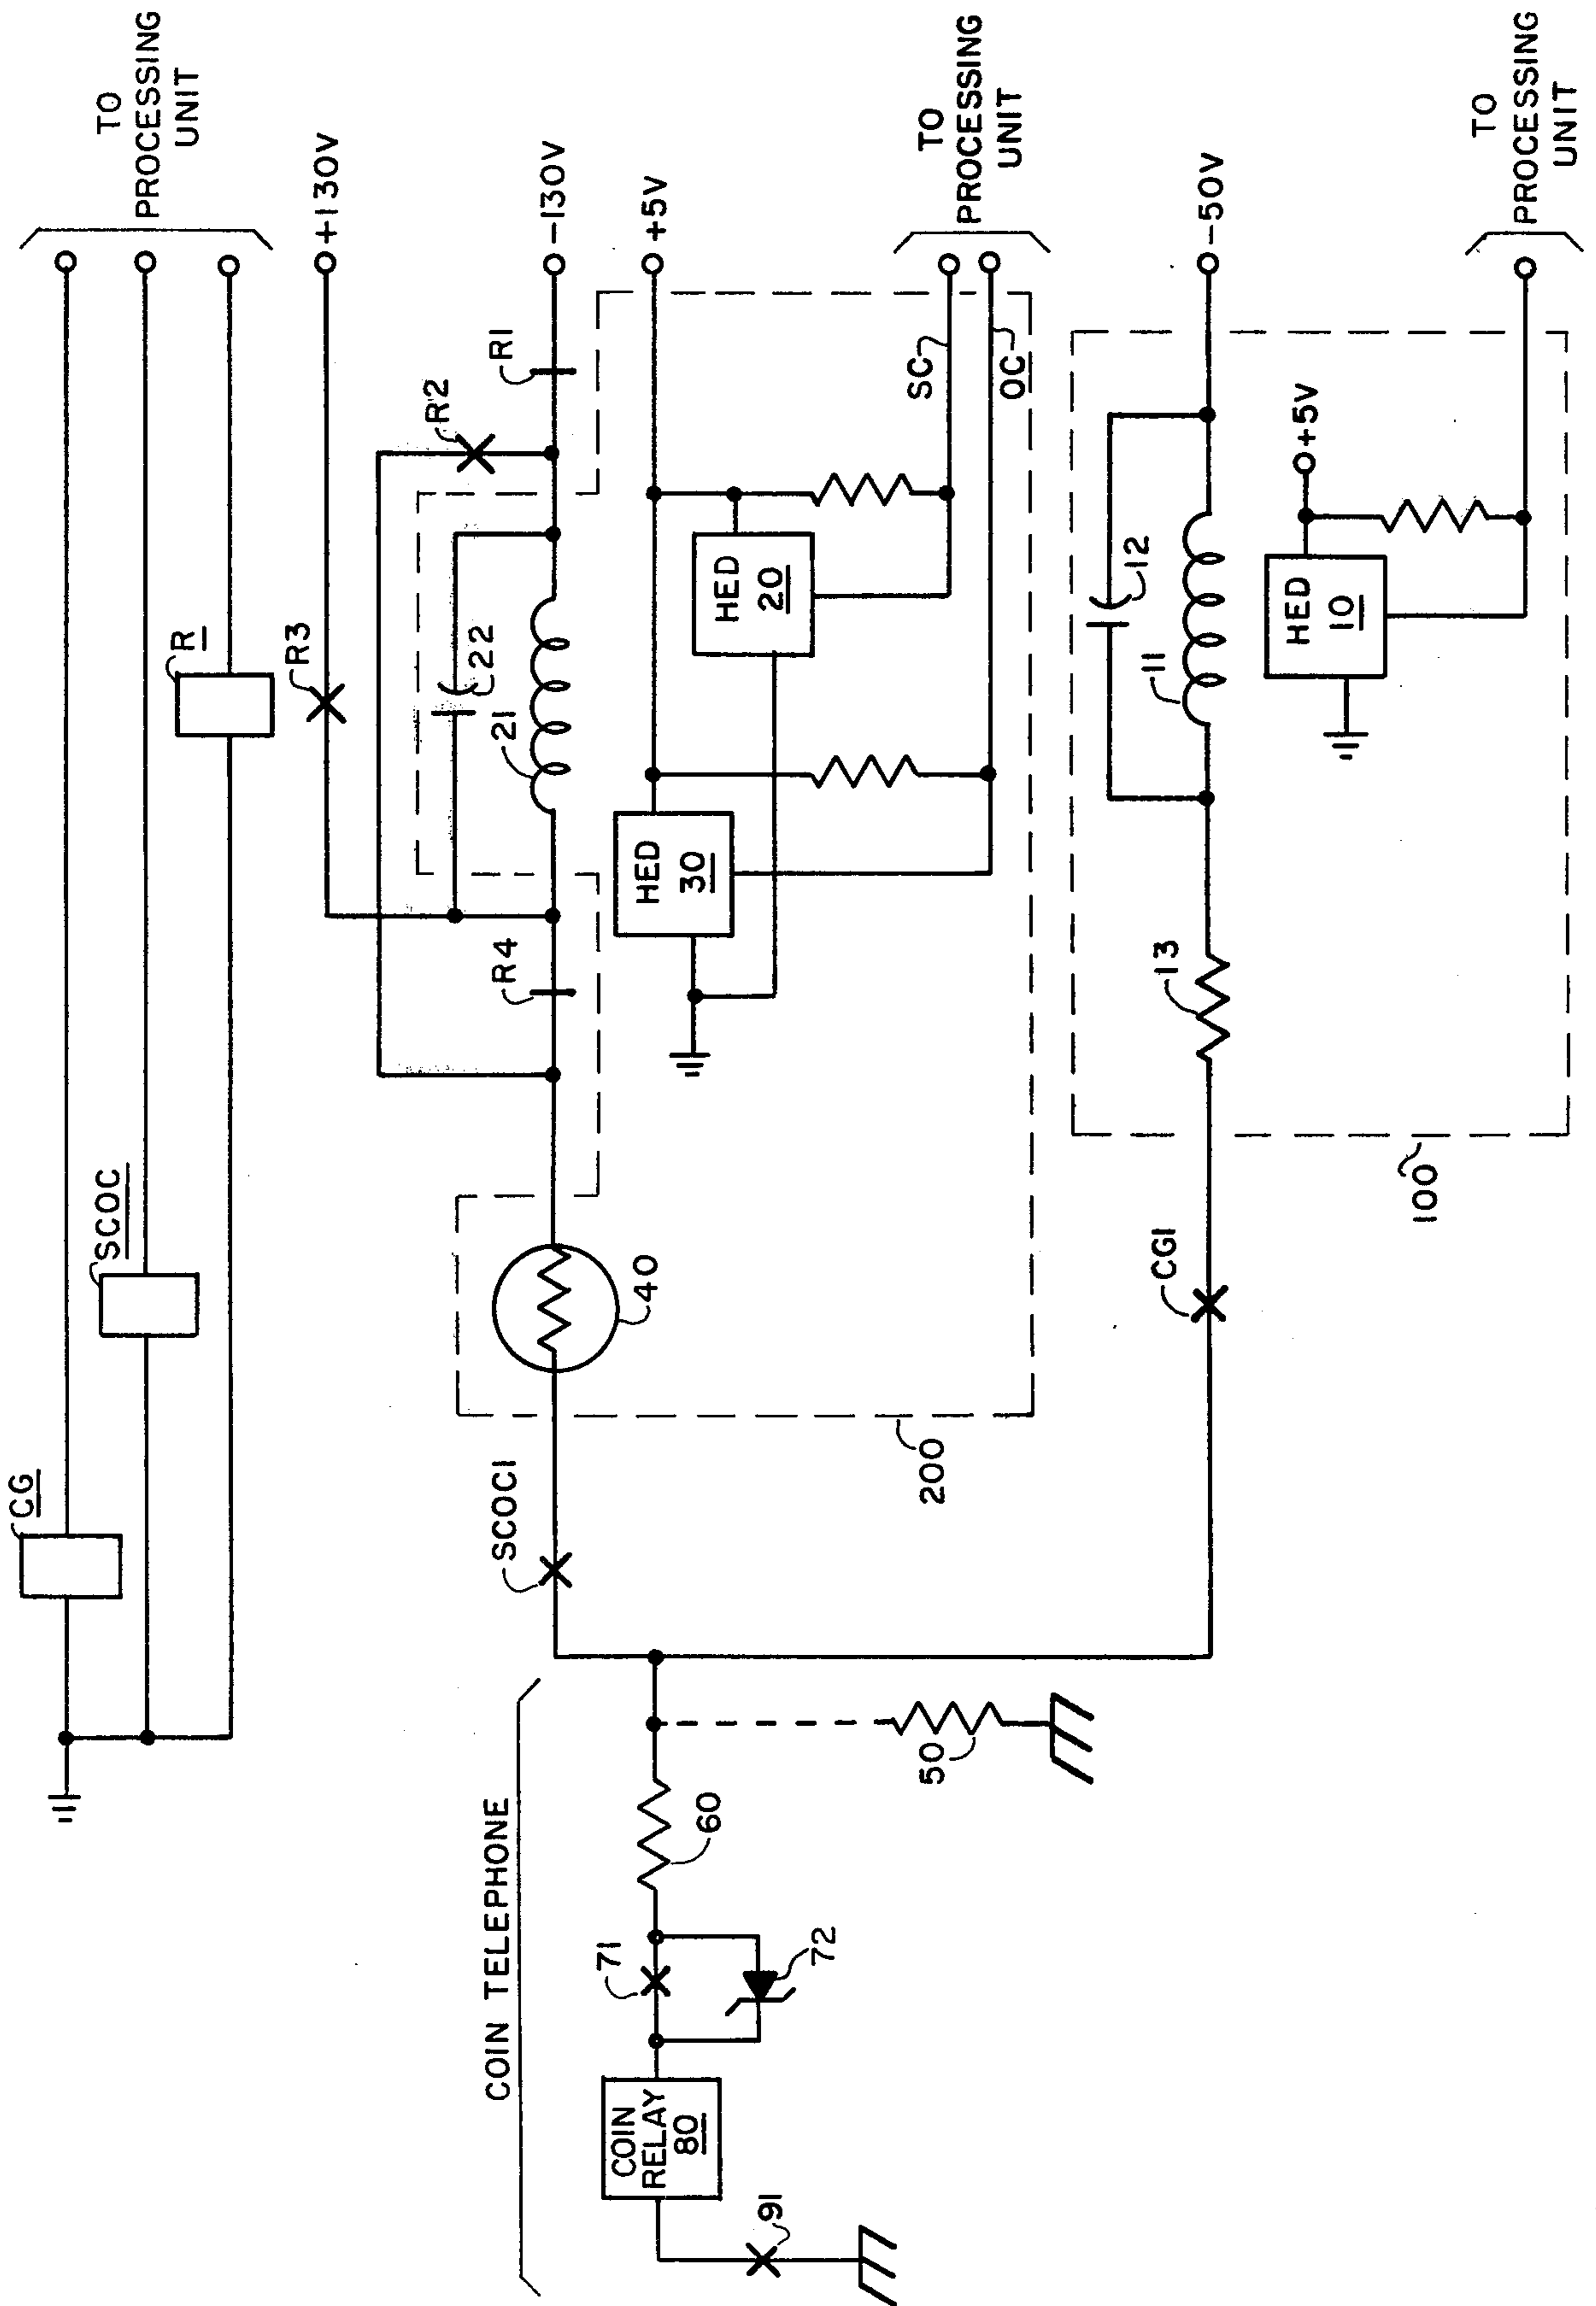 TO
PROCESSING
UNIT
CG
SCOC
R
R3
+130V
R2
R1
-130V
22
21
R4
+5V
HED
20
HED
30
SC
OC
TO
PROCESSING
UNIT
40
SCOC1
200
COIN TELEPHONE
71
72
60
50
COIN
RELAY
80
91
-50V
12
11
+5V
HED
10
13
CG1
100
TO
PROCESSING
UNIT